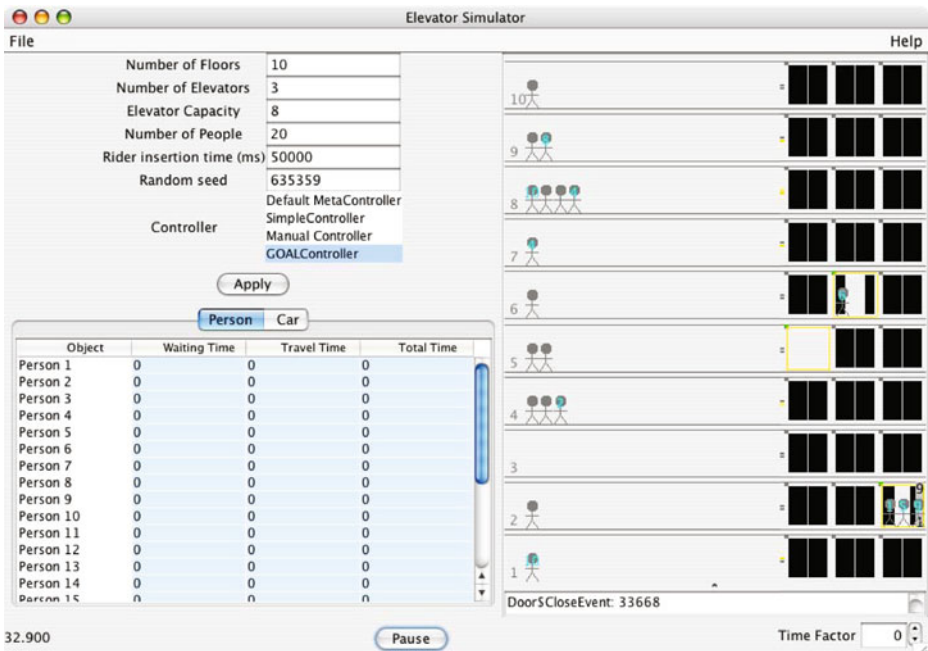 Elevator Simulator
File Help
Number of Floors 10
Number of Elevators 3
Elevator Capacity 8
Number of People 20
Rider insertion time (ms) 50000
Random seed 635359
Controller
Default MetaController
SimpleController
Manual Controller
GOALController
Apply
Person Car
Object Waiting Time Travel Time Total Time
Person 1 0 0 0
Person 2 0 0 0
Person 3 0 0 0
Person 4 0 0 0
Person 5 0 0 0
Person 6 0 0 0
Person 7 0 0 0
Person 8 0 0 0
Person 9 0 0 0
Person 10 0 0 0
Person 11 0 0 0
Person 12 0 0 0
Person 13 0 0 0
Person 14 0 0 0
Person 15 0 0 0
32.900
Pause
10
9
8
7
6
5
4
3
2
9
1
Door$CloseEvent: 33668
Time Factor 0